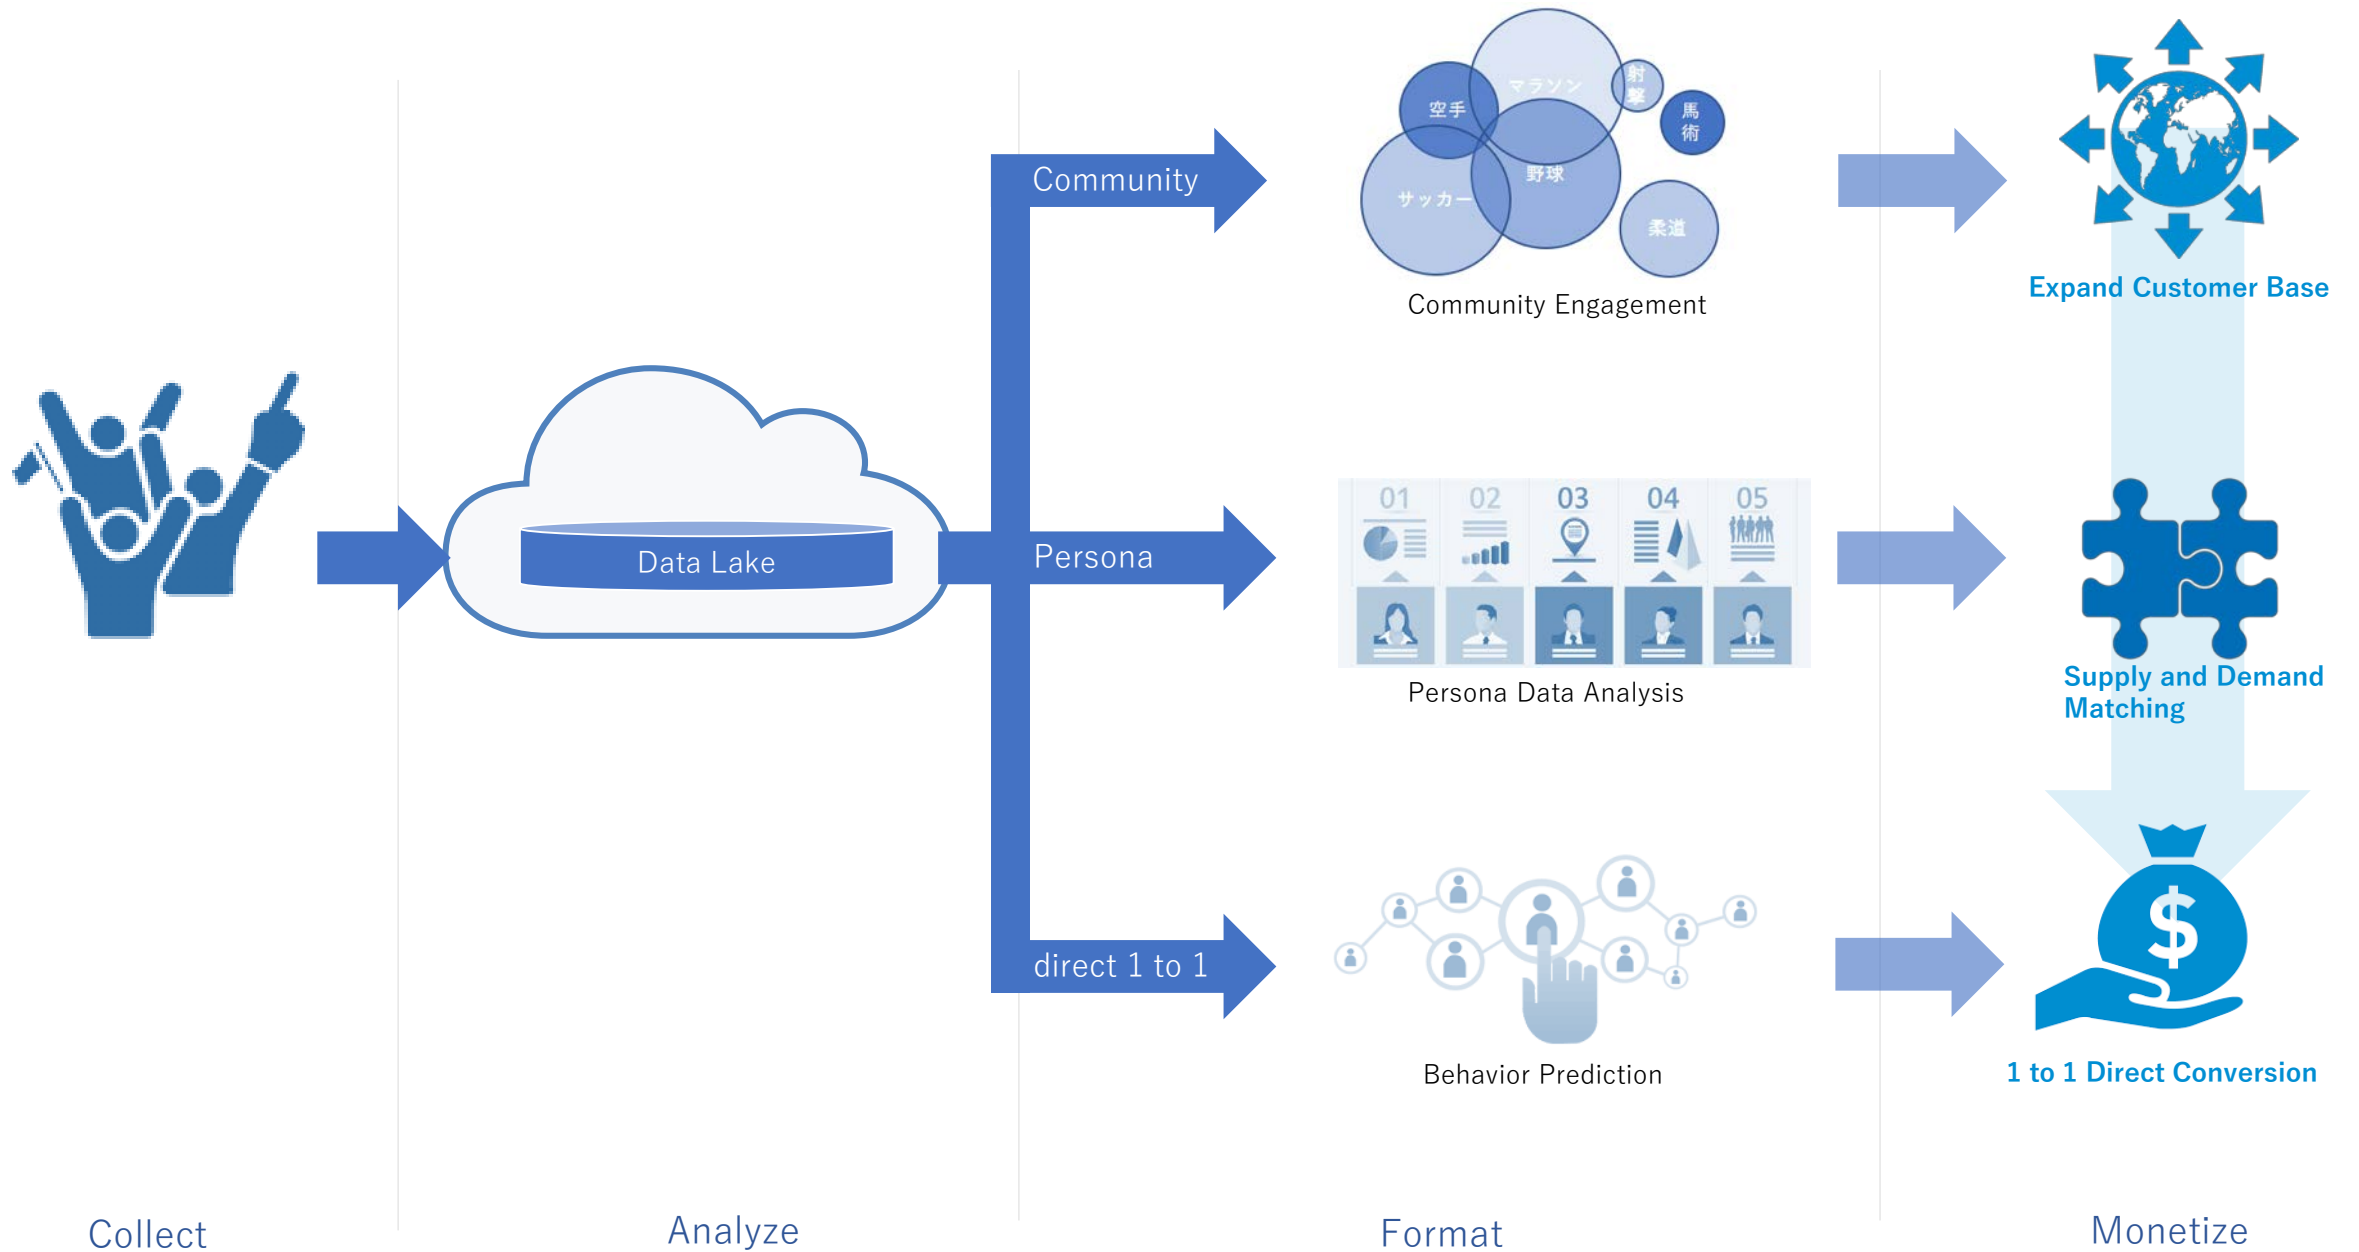 マラソン
射
撃
空手
馬
術
Community
野球
サッカー
柔道
Expand Customer Base
Community Engagement
01
02
03
04
05
Data Lake
Persona
Supply and Demand
Matching
Persona Data Analysis
$
direct 1 to 1
Behavior Prediction
1 to 1 Direct Conversion
Collect
Analyze
Format
Monetize